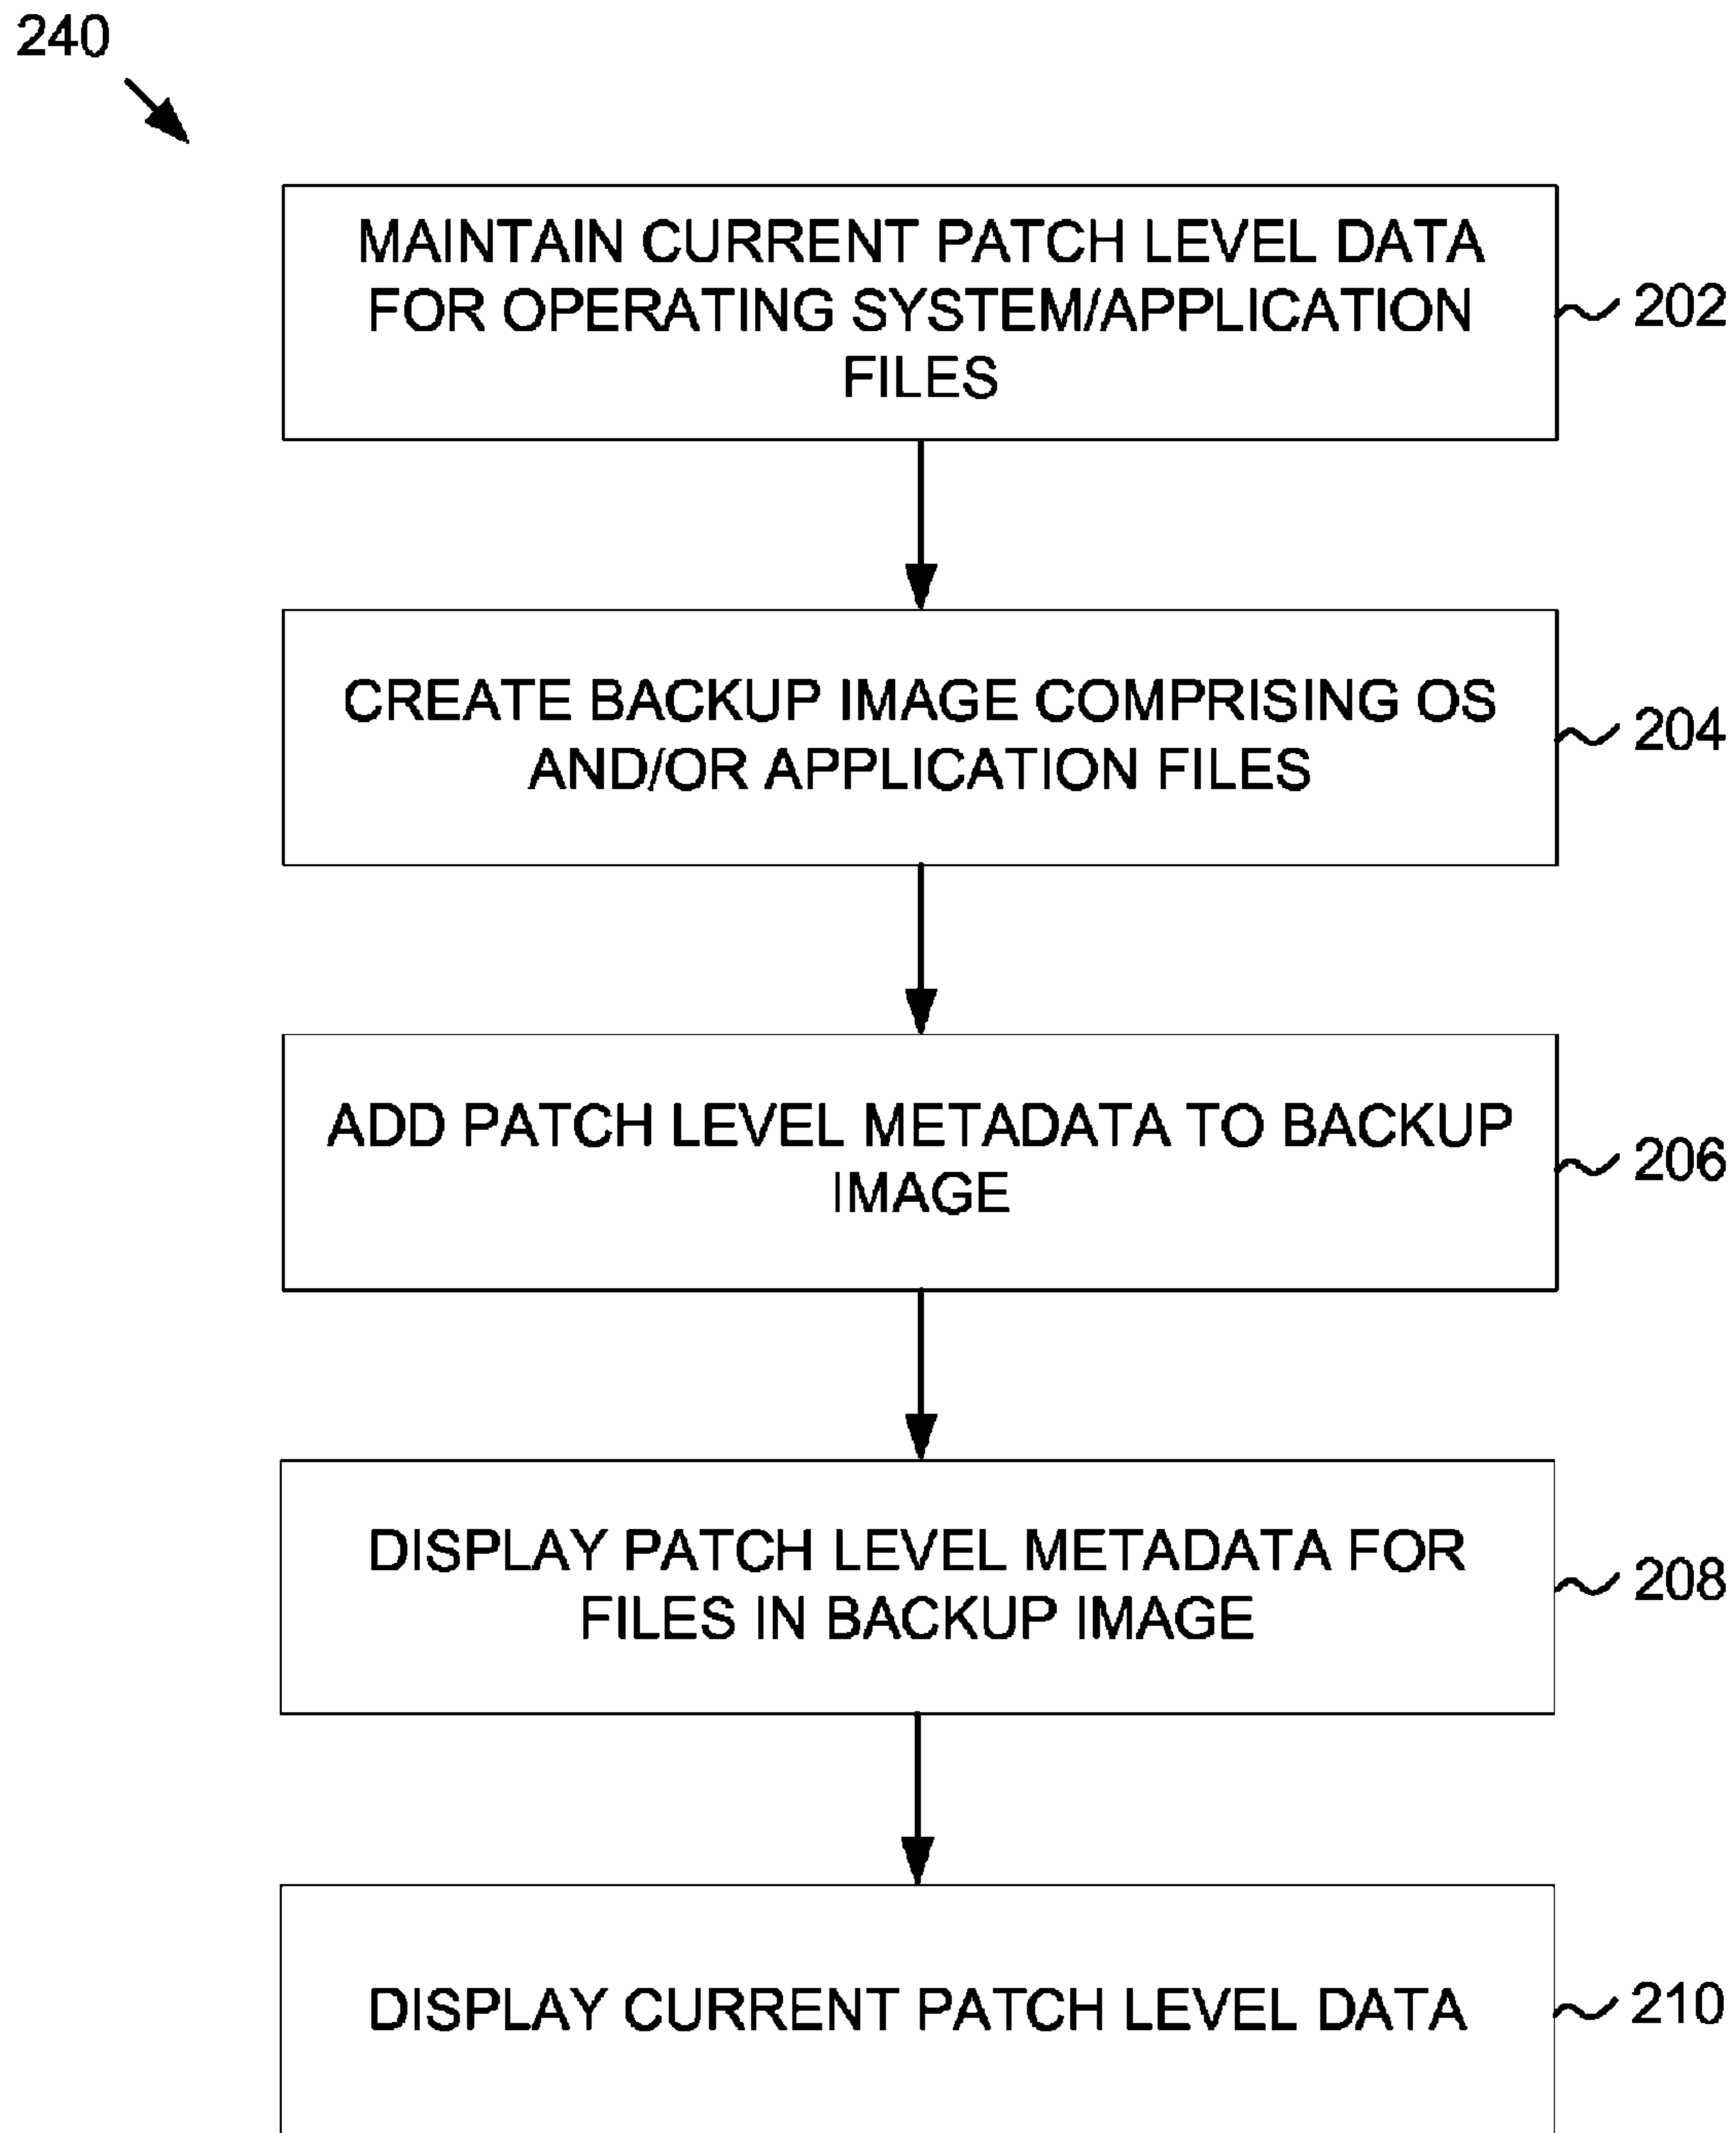 240
MAINTAIN CURRENT PATCH LEVEL DATA
FOR OPERATING SYSTEM/APPLICATION
FILES
202
CREATE BACKUP IMAGE COMPRISING OS
AND/OR APPLICATION FILES
204
ADD PATCH LEVEL METADATA TO BACKUP
IMAGE
206
DISPLAY PATCH LEVEL METADATA FOR
FILES IN BACKUP IMAGE
208
DISPLAY CURRENT PATCH LEVEL DATA
210